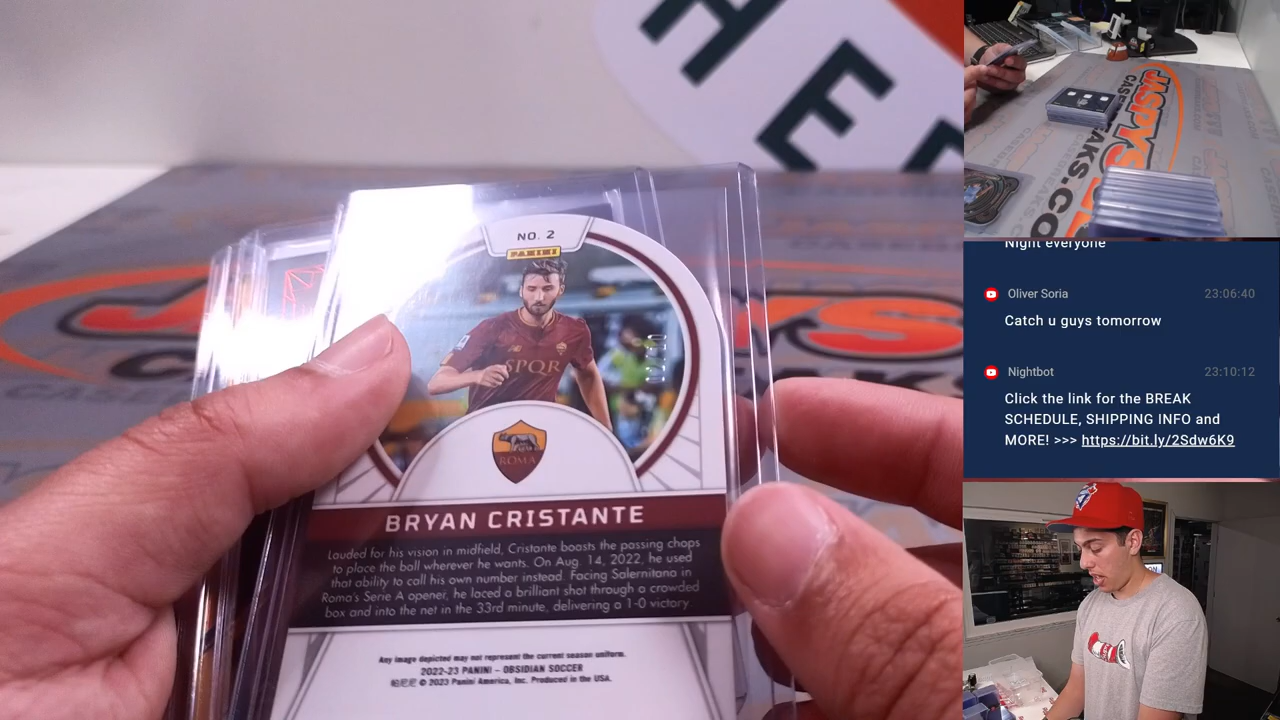 HE
NO. 2
PANINI
SPQR
ROMA
BRYAN CRISTANTE
Lauded for his vision in midfield, Cristante boasts the passing chops
to place the ball wherever he wants. On Aug. 14, 2022, he used
that ability to call his own number instead. Facing Salernitana in
Roma's Serie A opener, he laced a brilliant shot through a crowded
box and into the net in the 33rd minute, delivering a 1-0 victory.
Any image depicted may not represent the current season uniform.
2022-23 PANINI – OBSIDIAN SOCCER
© 2023 Panini America, Inc. Produced in the USA.
JASPYS
CASEBREAKS.CO
Night everyone
Oliver Soria 23:06:40
Catch u guys tomorrow
Nightbot 23:10:12
Click the link for the BREAK
SCHEDULE, SHIPPING INFO and
MORE! >>> https://bit.ly/2Sdw6K9